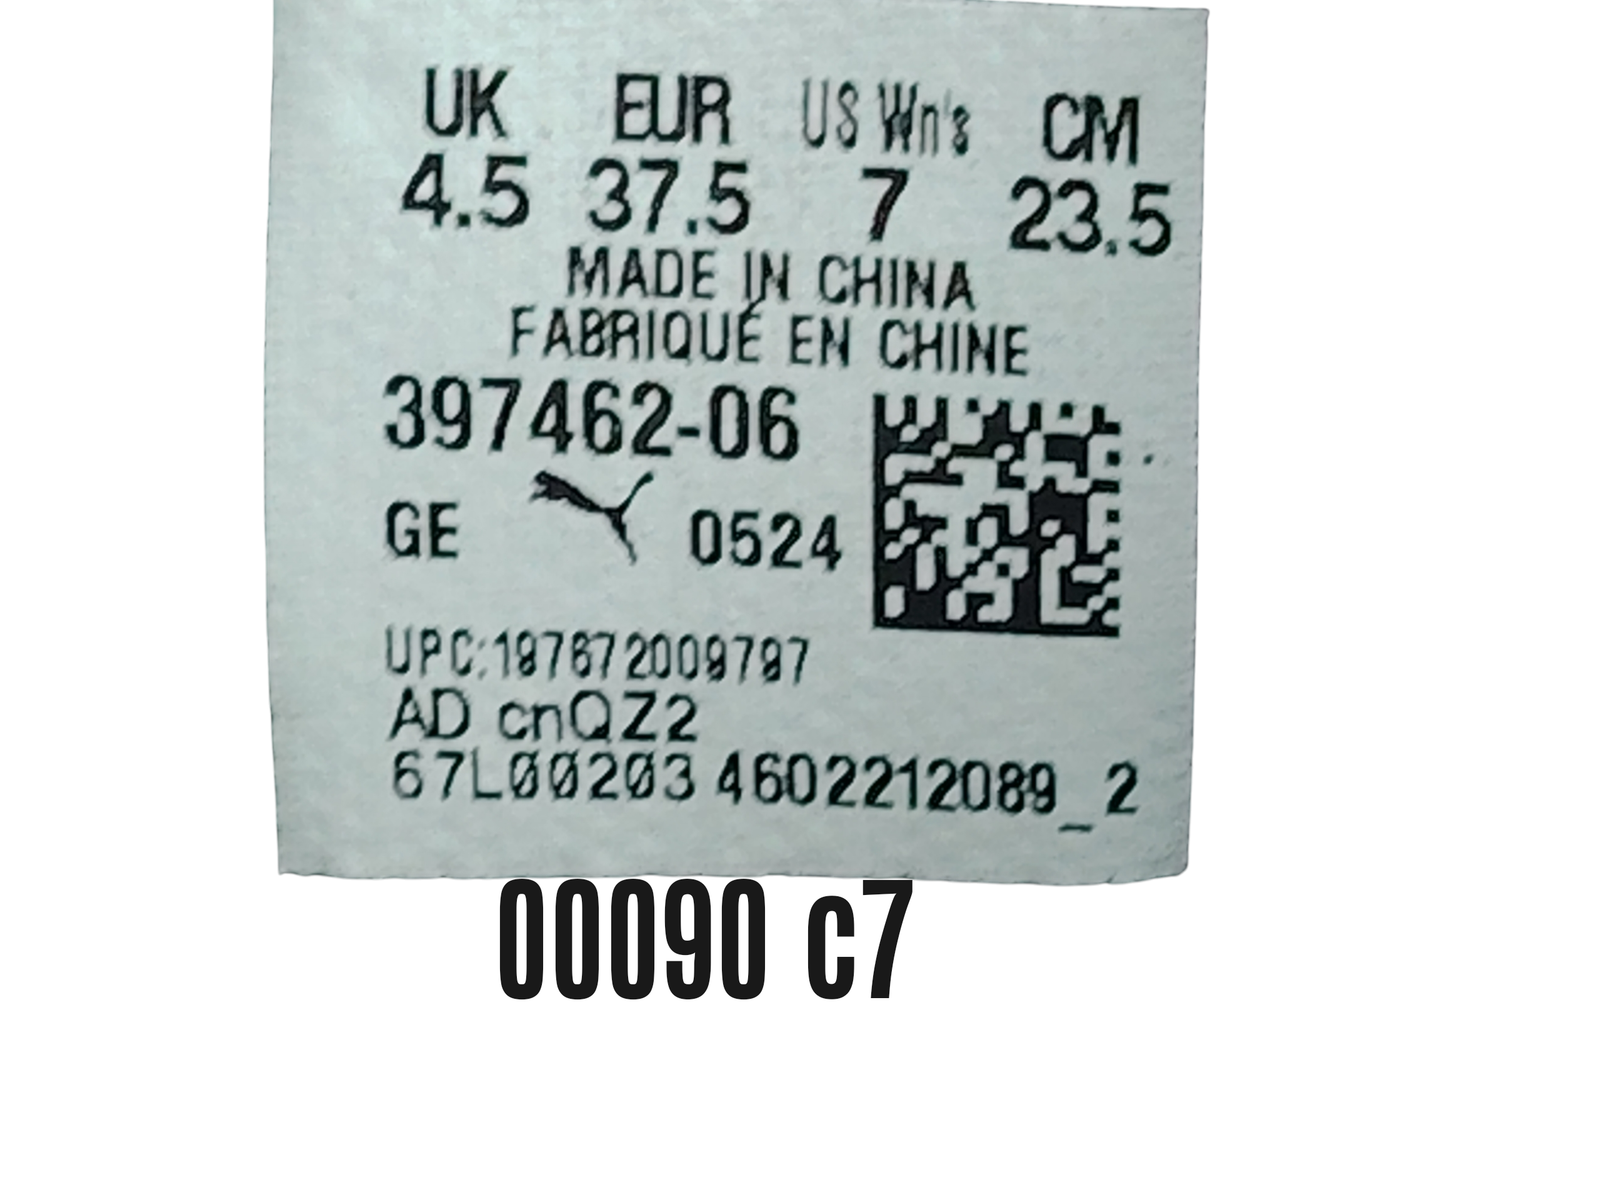 UK EUR US Wn's CM
4.5 37.5 7 23.5
MADE IN CHINA
FABRIQUÉ EN CHINE
397462-06
GE 0524
UPC:197672009797
AD cnQZ2
67L00203 4602212089_2
00090 c7